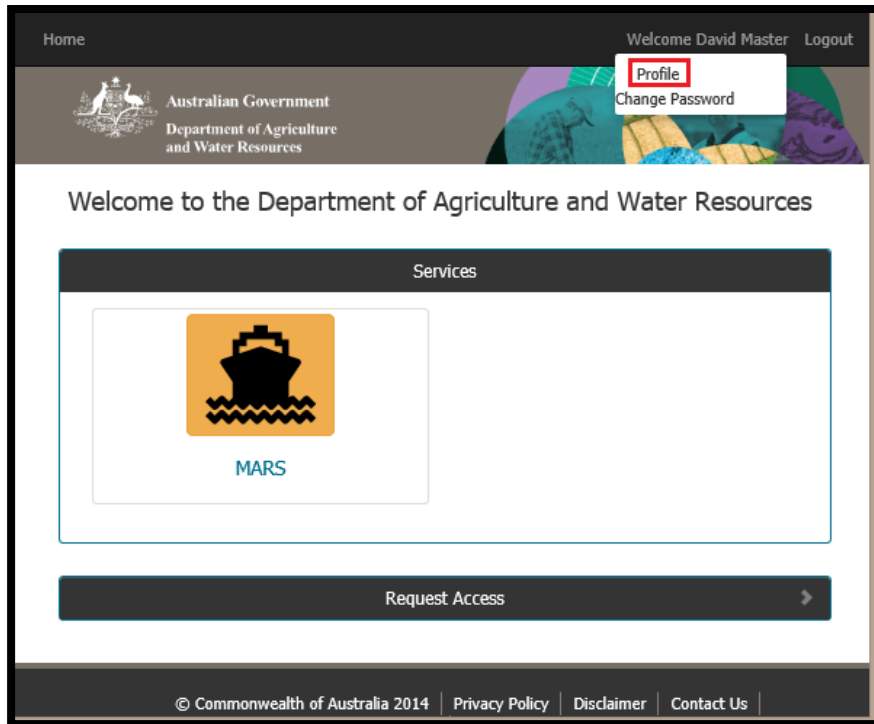 Home Welcome David Master Logout
Profile
Change Password
Australian Government
Department of Agriculture
and Water Resources
Welcome to the Department of Agriculture and Water Resources
Services
MARS
Request Access
© Commonwealth of Australia 2014 | Privacy Policy | Disclaimer | Contact Us |